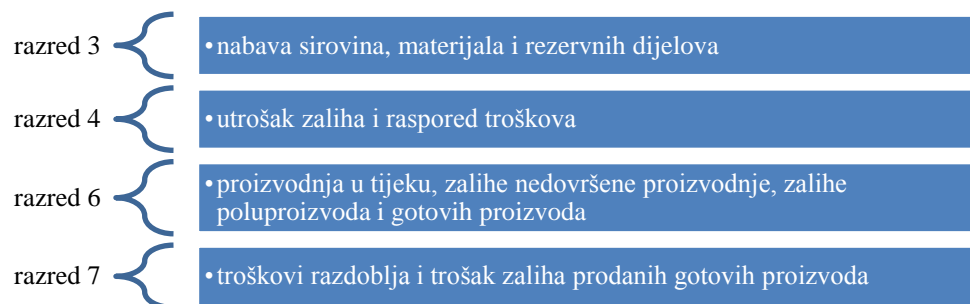 razred 3
•nabava sirovina, materijala i rezervnih dijelova
razred 4
•utrošak zaliha i raspored troškova
razred 6
•proizvodnja u tijeku, zalihe nedovršene proizvodnje, zalihe
poluproizvoda i gotovih proizvoda
razred 7
•troškovi razdoblja i trošak zaliha prodanih gotovih proizvoda